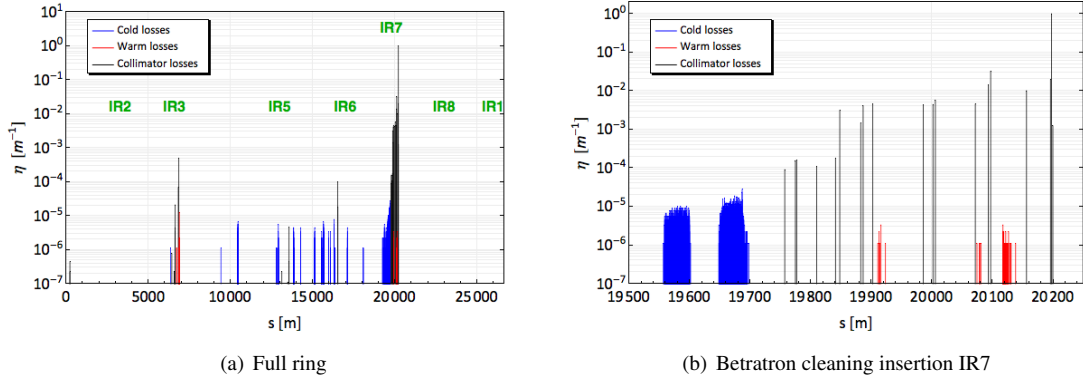 Cold losses
Warm losses
Collimator losses
IR7
IR2 IR3 IR5 IR6 IR8 IR1
η [m⁻¹]
10¹
10⁰
10⁻¹
10⁻²
10⁻³
10⁻⁴
10⁻⁵
10⁻⁶
10⁻⁷
0 5000 10000 15000 20000 25000
s [m]
(a) Full ring
Cold losses
Warm losses
Collimator losses
η [m⁻¹]
10⁰
10⁻¹
10⁻²
10⁻³
10⁻⁴
10⁻⁵
10⁻⁶
10⁻⁷
19500 19600 19700 19800 19900 20000 20100 20200
s [m]
(b) Betratron cleaning insertion IR7